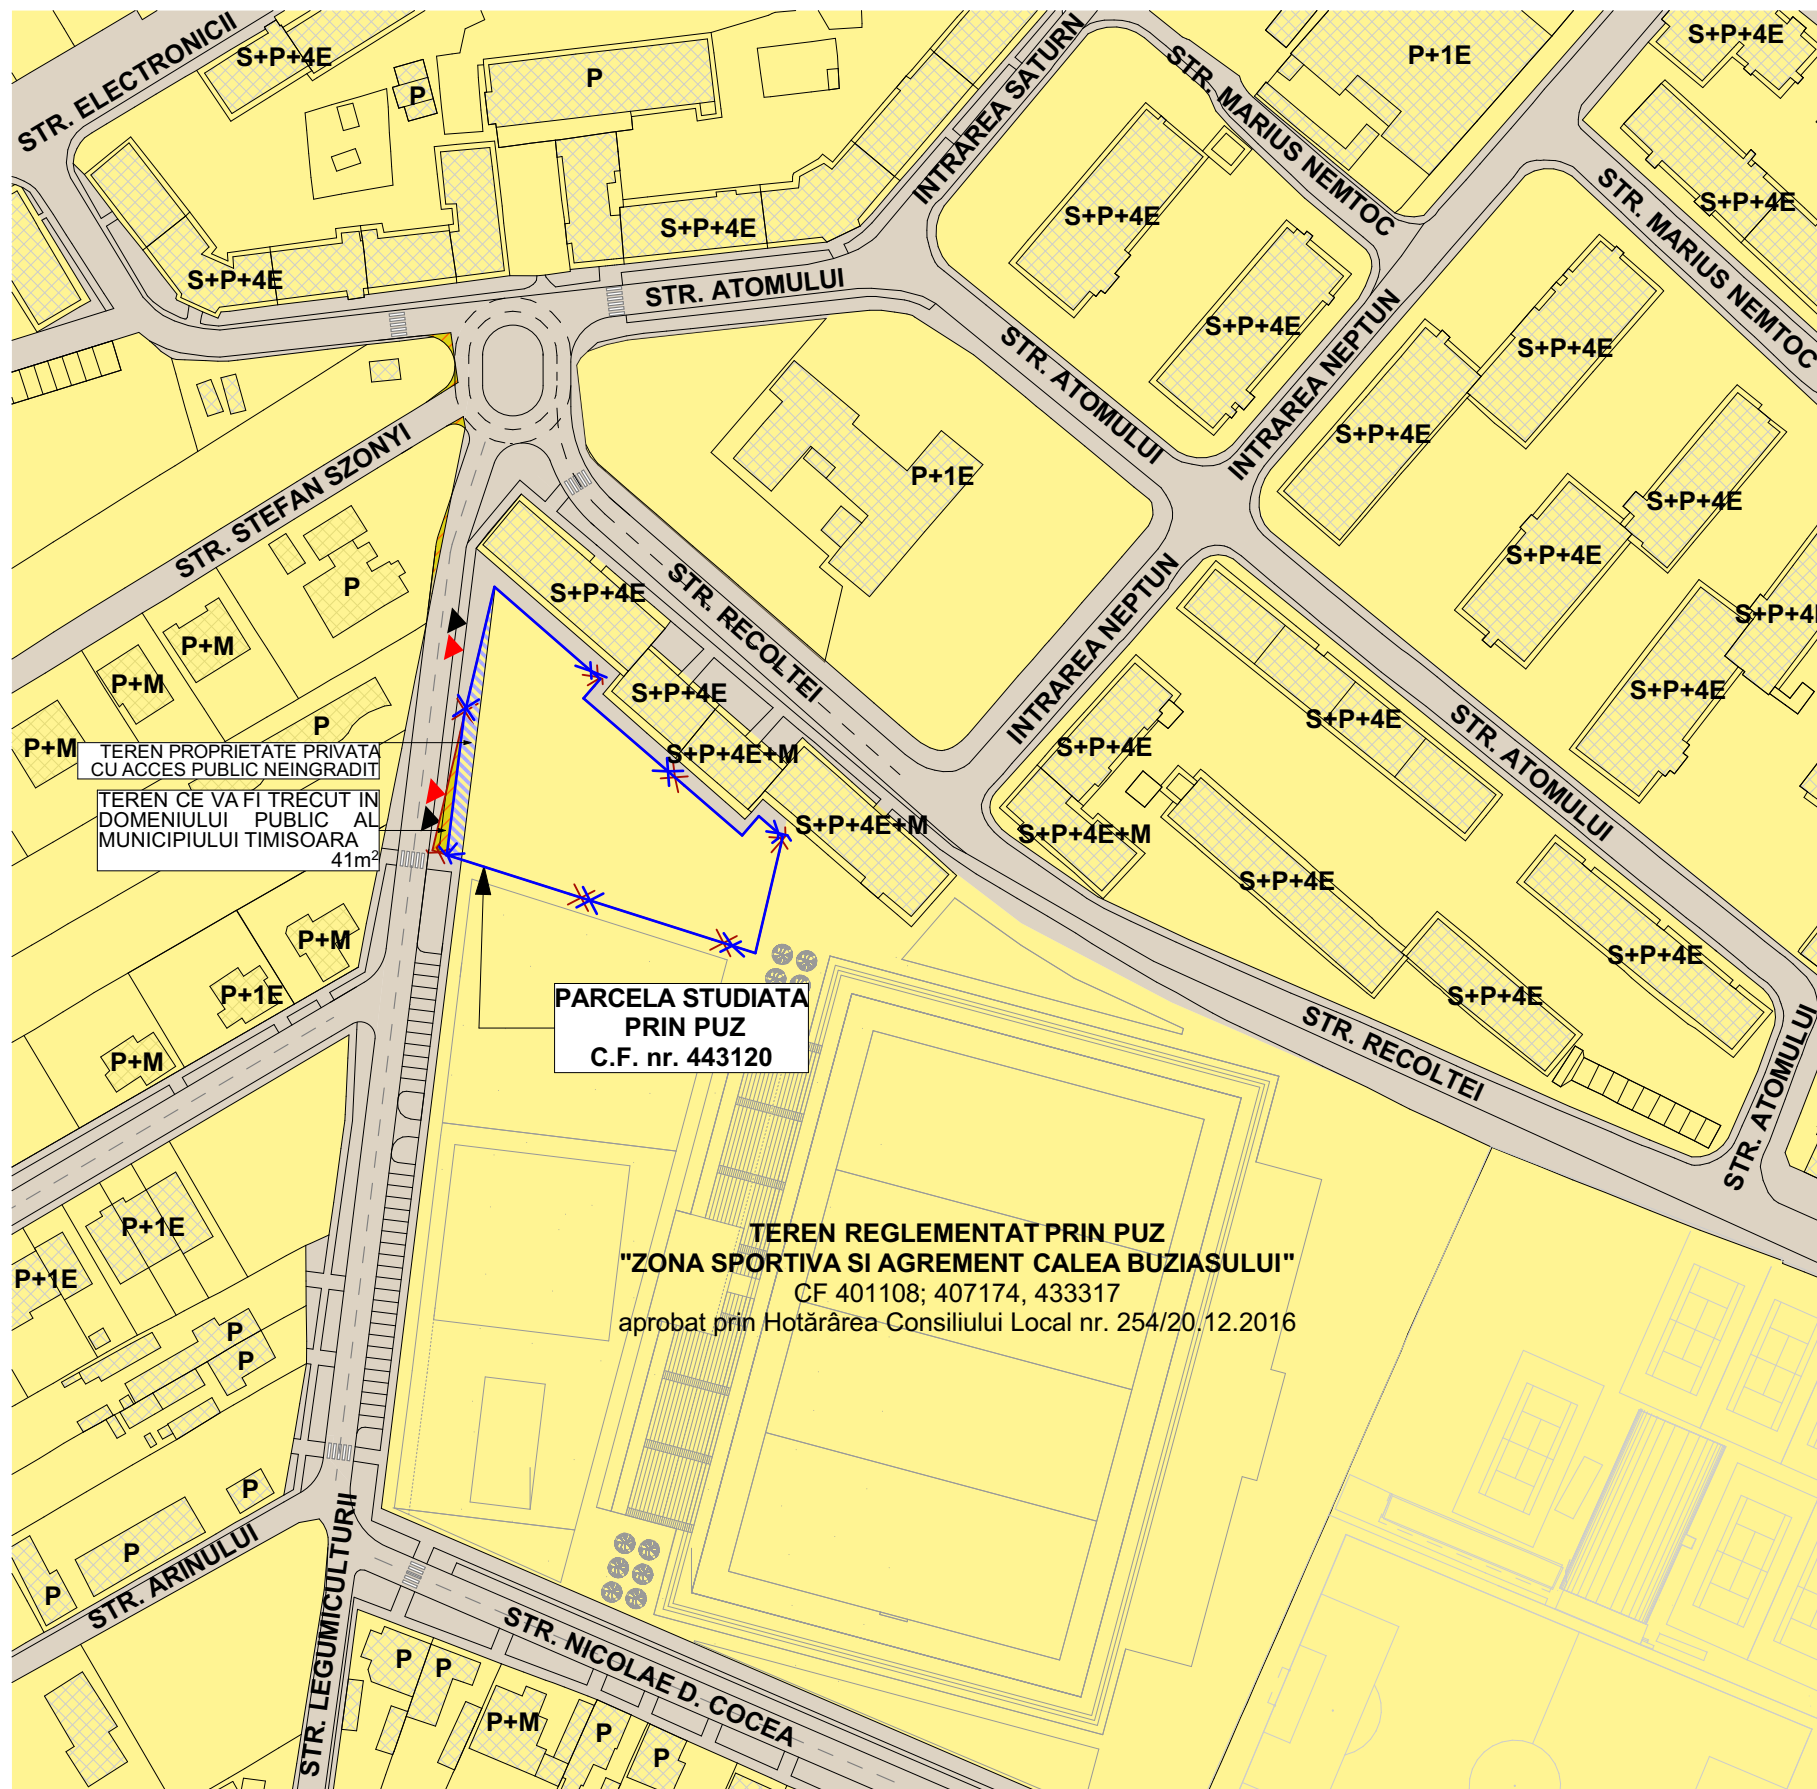 STR. ELECTRONICII
S+P+4E
P
P
P+1E
S+P+4E
STR. MARIUS NEMTOC
INTRAREA SATURN
S+P+4E
S+P+4E
S+P+4E
STR. MARIUS NEMTOC
S+P+4E
S+P+4E
STR. ATOMULUI
S+P+4E
STR. ATOMULUI
INTRAREA NEPTUN
S+P+4E
S+P+4E
STR. STEFAN SZONYI
P+1E
S+P+4E
S+P+4E
P
S+P+4E
STR. RECOLTEI
INTRAREA NEPTUN
S+P+4E
P+M
P+M
S+P+4E
S+P+4E
P
P+M
S+P+4E+M
S+P+4E
S+P+4E
STR. ATOMULUI
TEREN PROPRIETATE PRIVATA
CU ACCES PUBLIC NEINGRADIT
TEREN CE VA FI TRECUT IN
DOMENIULUI PUBLIC AL
MUNICIPIULUI TIMISOARA
41m²
S+P+4E+M
S+P+4E+M
S+P+4E
P+M
S+P+4E
P+1E
S+P+4E
PARCELA STUDIATA
PRIN PUZ
C.F. nr. 443120
P+M
STR. RECOLTEI
STR. ATOMULUI
P+1E
TEREN REGLEMENTAT PRIN PUZ
"ZONA SPORTIVA SI AGREMENT CALEA BUZIASULUI"
CF 401108; 407174, 433317
aprobat prin Hotărârea Consiliului Local nr. 254/20.12.2016
P+1E
P
P
P
P
P
STR. ARINULUI
STR. LEGUMICULTURII
STR. NICOLAE D. COCEA
P
P
P+M
P
P